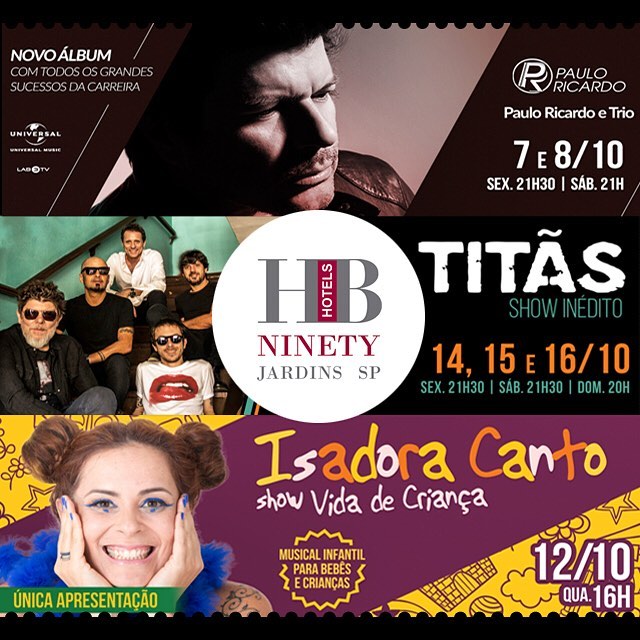 NOVO ÁLBUM
COM TODOS OS GRANDES
SUCESSOS DA CARREIRA
UNIVERSAL
UNIVERSAL MUSIC
LAB TV
PR PAULO
RICARDO
Paulo Ricardo e Trio
7 E 8/10
SEX. 21H30 | SÁB. 21H
HB
HOTELS
NINETY
JARDINS SP
TITÃS
SHOW INÉDITO
14, 15 E 16/10
SEX. 21H30 | SÁB. 21H30 | DOM. 20H
Isadora Canto
show Vida de Criança
MUSICAL INFANTIL
PARA BEBÊS
E CRIANÇAS
12/10
QUA. 16H
ÚNICA APRESENTAÇÃO